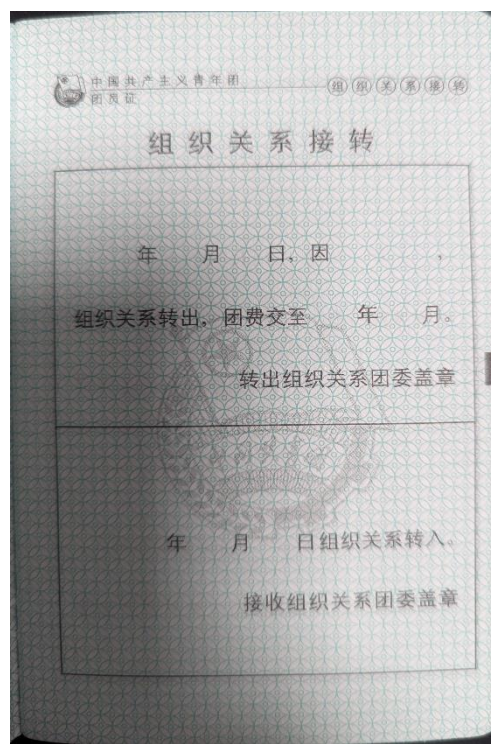 中国共产主义青年团
团员证
组织关系接转
组织关系接转
年 月 日，因 ，
组织关系转出，团费交至 年 月。
转出组织关系团委盖章
年 月 日组织关系转入。
接收组织关系团委盖章